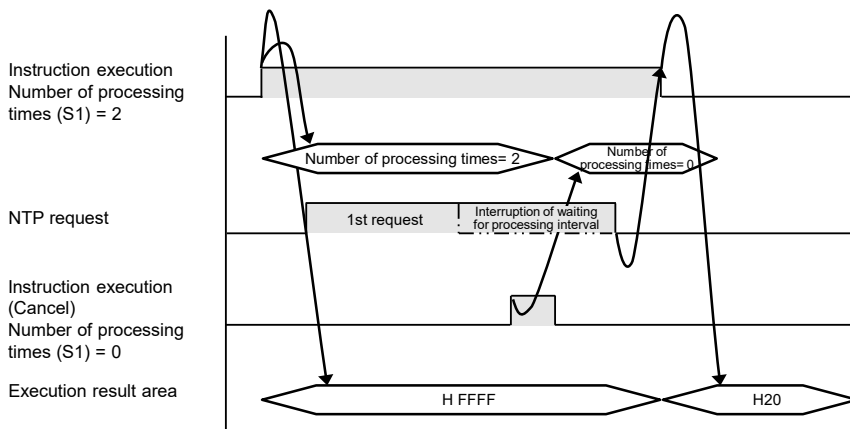 Instruction execution
Number of processing
times (S1) = 2
Number of processing times= 2
Number of
processing times= 0
NTP request
1st request
Interruption of waiting
for processing interval
Instruction execution
(Cancel)
Number of processing
times (S1) = 0
Execution result area
H FFFF
H20